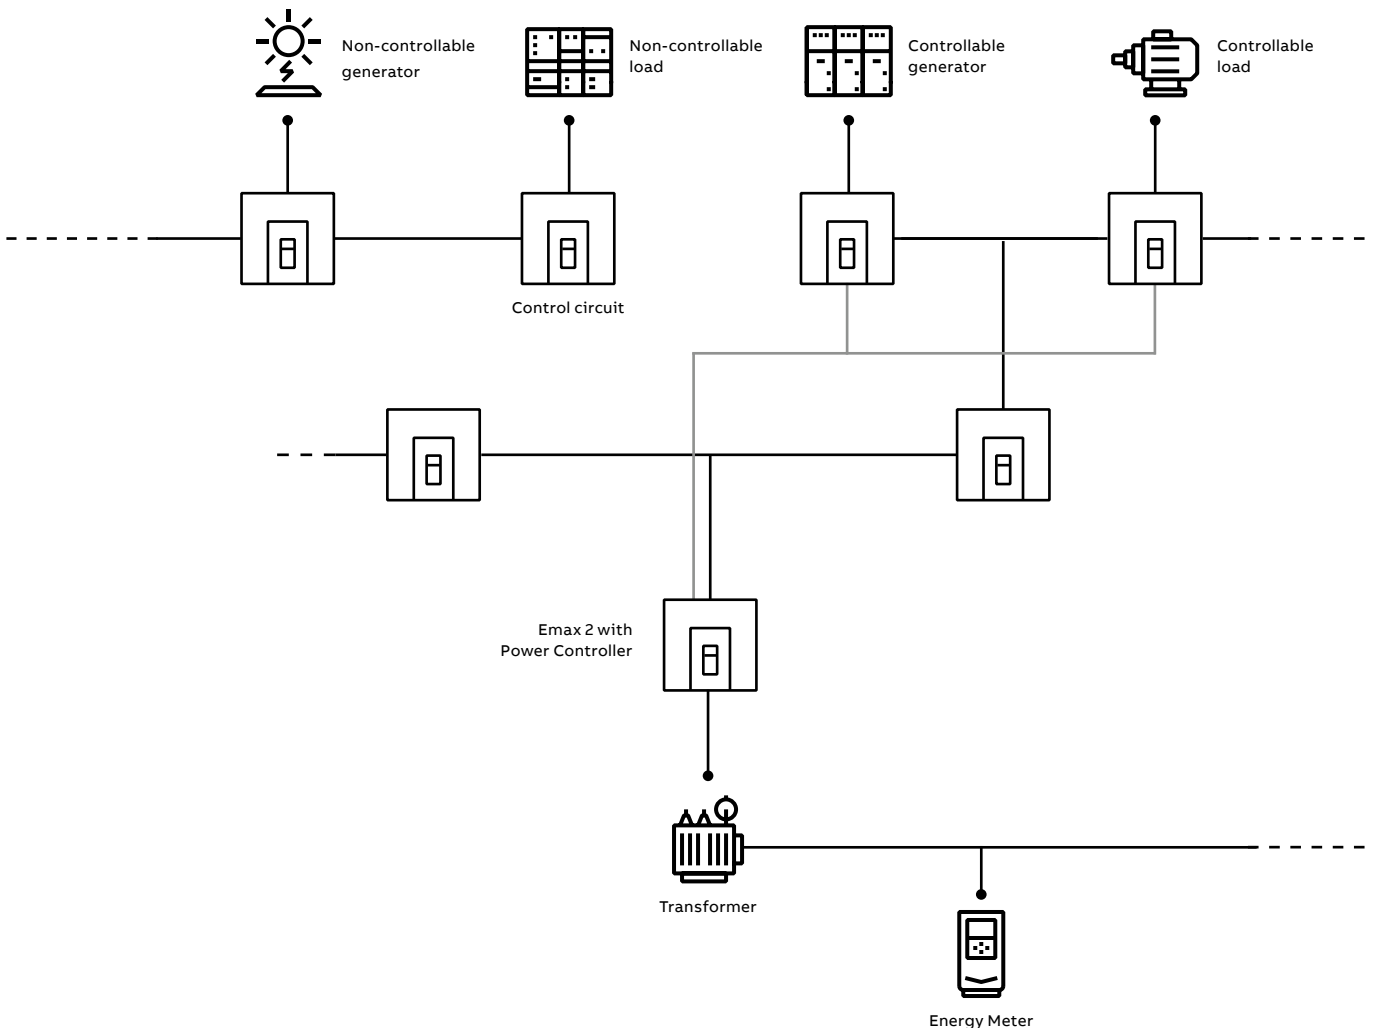 Non-controllable
generator
Non-controllable
load
Controllable
generator
Controllable
load
Control circuit
Emax 2 with
Power Controller
Transformer
Energy Meter